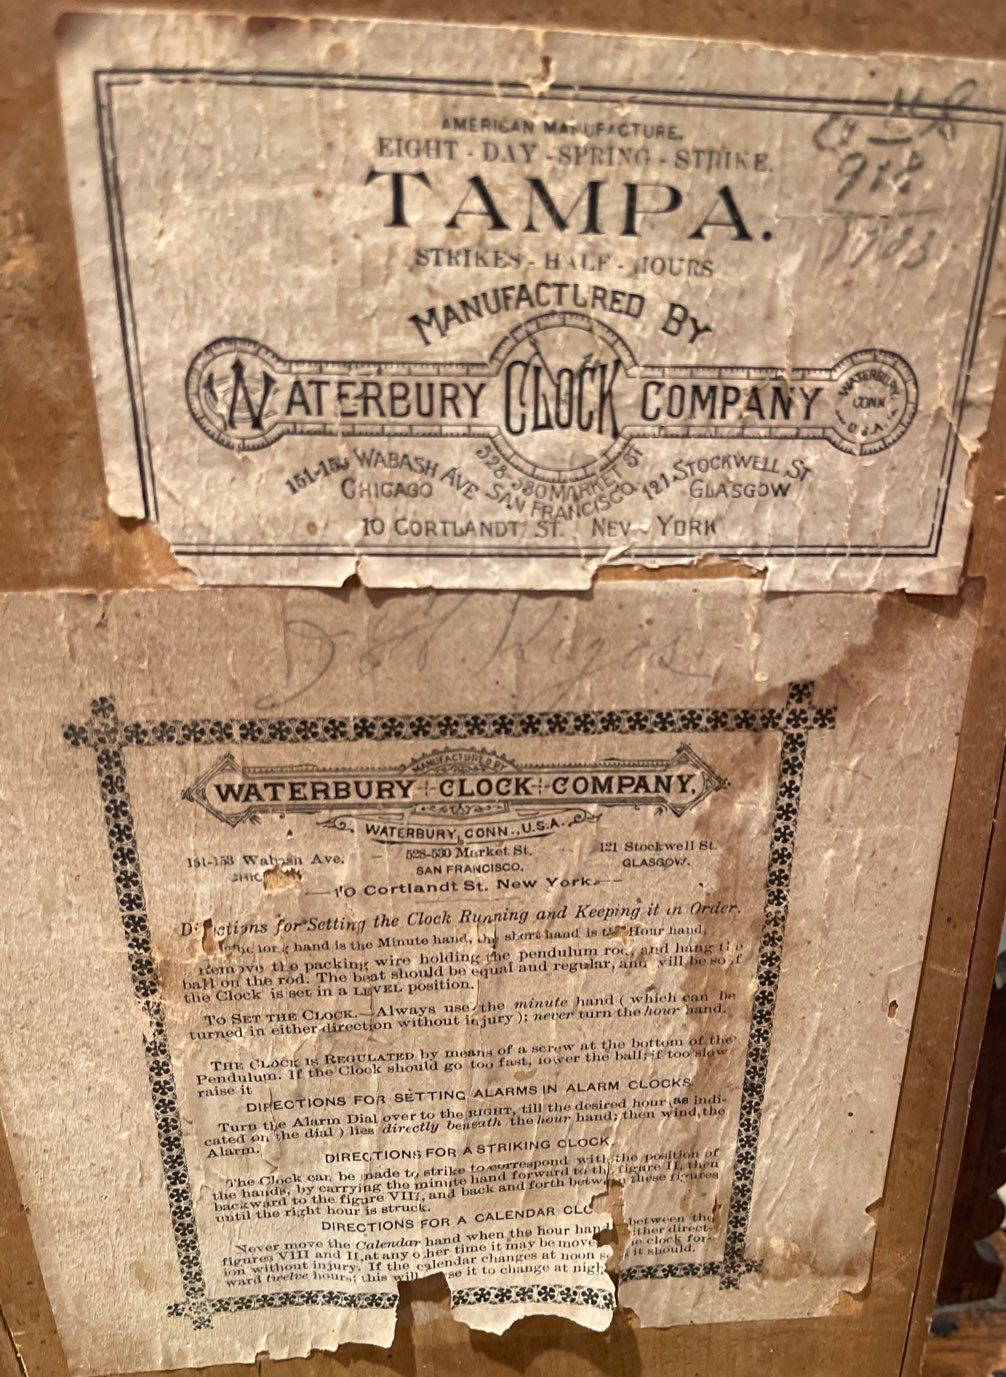 AMERICAN MANUFACTURE.
EIGHT-DAY-SPRING-STRIKE.
TAMPA.
STRIKES-HALF-HOURS
MANUFACTURED BY
WATERBURY CLOCK COMPANY
WATERBURY, CONN. U.S.A.
151-153 WABASH AVE CHICAGO
528-530 MARKET ST SAN FRANCISCO
121 STOCKWELL ST GLASGOW
10 CORTLANDT ST. NEW YORK
MANUFACTURED BY
WATERBURY CLOCK COMPANY,
WATERBURY, CONN., U.S.A.
151-153 Wabash Ave. 528-530 Market St. 121 Stockwell St.
SAN FRANCISCO. GLASGOW.
10 Cortlandt St. New York.
for Setting the Clock Running and Keeping it in Order.
hand is the Minute hand, the short hand is the Hour hand.
Remove the packing wire holding the pendulum rod, and hang the
ball on the rod. The beat should be equal and regular, and will be so if
the Clock is set in a LEVEL position.
TO SET THE CLOCK.—Always use the minute hand (which can be
turned in either direction without injury); never turn the hour hand.
THE CLOCK IS REGULATED by means of a screw at the bottom of the
Pendulum. If the Clock should go too fast, lower the ball; if too slow
raise it
DIRECTIONS FOR SETTING ALARMS IN ALARM CLOCKS.
Turn the Alarm Dial over to the RIGHT, till the desired hour (as indi-
cated on the dial) lies directly beneath the hour hand; then wind the
Alarm.
DIRECTIONS FOR A STRIKING CLOCK.
The Clock can be made to strike to correspond with the position of
the hands, by carrying the minute hand forward to the figure II, then
backward to the figure VIII, and back and forth between these figures
until the right hour is struck.
DIRECTIONS FOR A CALENDAR
Never move the Calendar hand when the hour hand between the
figures VIII and II, at any other time it may be move either direct-
ion without injury. If the calendar changes at noon the clock for-
ward twelve hours; this will it to change at it should.